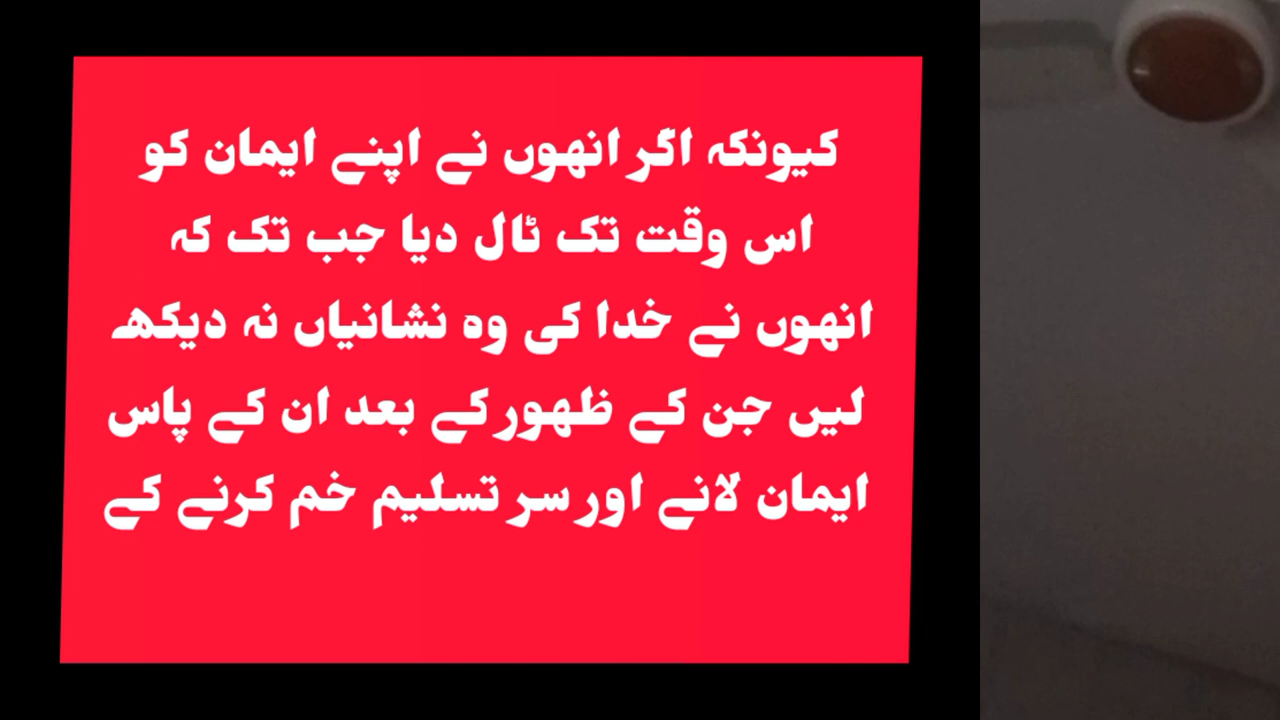 کیونکہ اگر انھوں نے اپنے ایمان کو
اس وقت تک ٹال دیا جب تک کہ
انھوں نے خدا کی وہ نشانیاں نہ دیکھ
لیں جن کے ظھور کے بعد ان کے پاس
ایمان لانے اور سر تسلیم خم کرنے کے